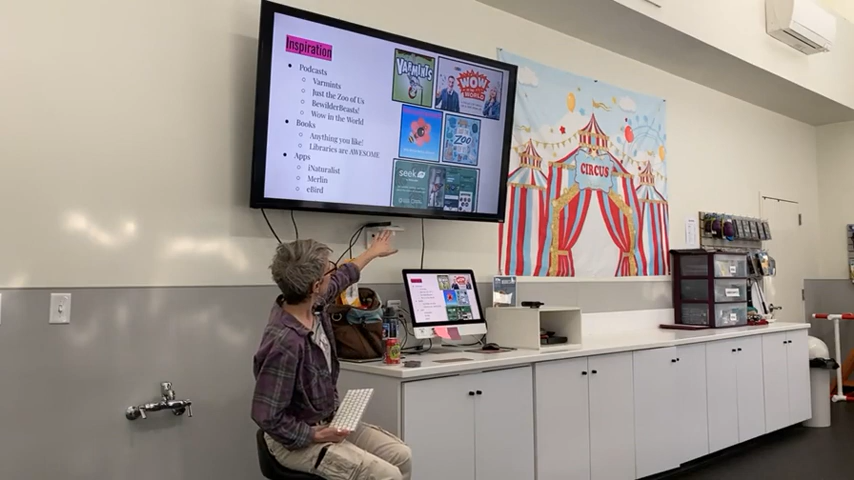 Inspiration
Podcasts
Varmints
Just the Zoo of Us
BewilderBeasts!
Wow in the World
Books
Anything you like!
Libraries are AWESOME
Apps
iNaturalist
Merlin
eBird
VARMINTS
WOW!
IN THE
WORLD
ZOO
seek
CIRCUS